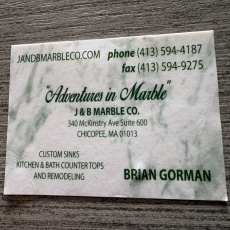 JANDBMARBLECO.COM phone (413) 594-4187
fax (413) 594-9275
"Adventures in Marble"
J & B MARBLE CO.
340 McKinstry Ave Suite 600
CHICOPEE, MA 01013
CUSTOM SINKS
KITCHEN & BATH COUNTER TOPS
AND REMODELING
BRIAN GORMAN